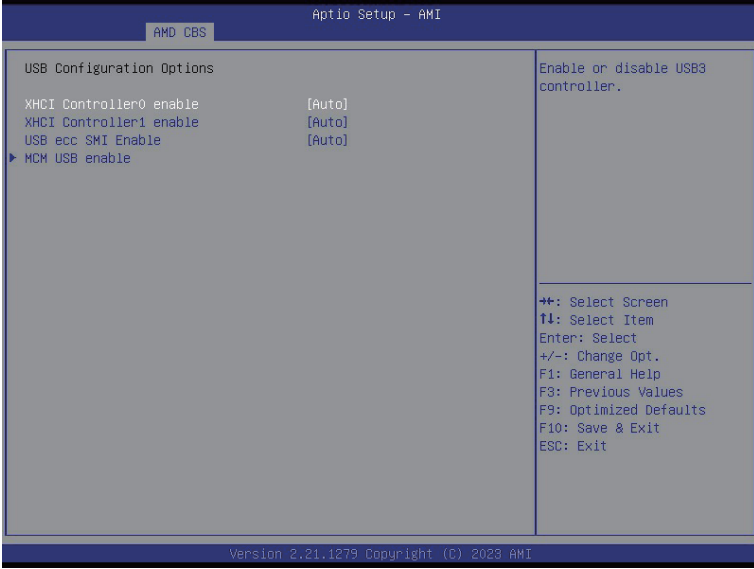 Aptio Setup – AMI
AMD CBS
USB Configuration Options
XHCI Controller0 enable [Auto]
XHCI Controller1 enable [Auto]
USB ecc SMI Enable [Auto]
▶ MCM USB enable
Enable or disable USB3
controller.
→←: Select Screen
↑↓: Select Item
Enter: Select
+/-: Change Opt.
F1: General Help
F3: Previous Values
F9: Optimized Defaults
F10: Save & Exit
ESC: Exit
Version 2.21.1279 Copyright (C) 2023 AMI